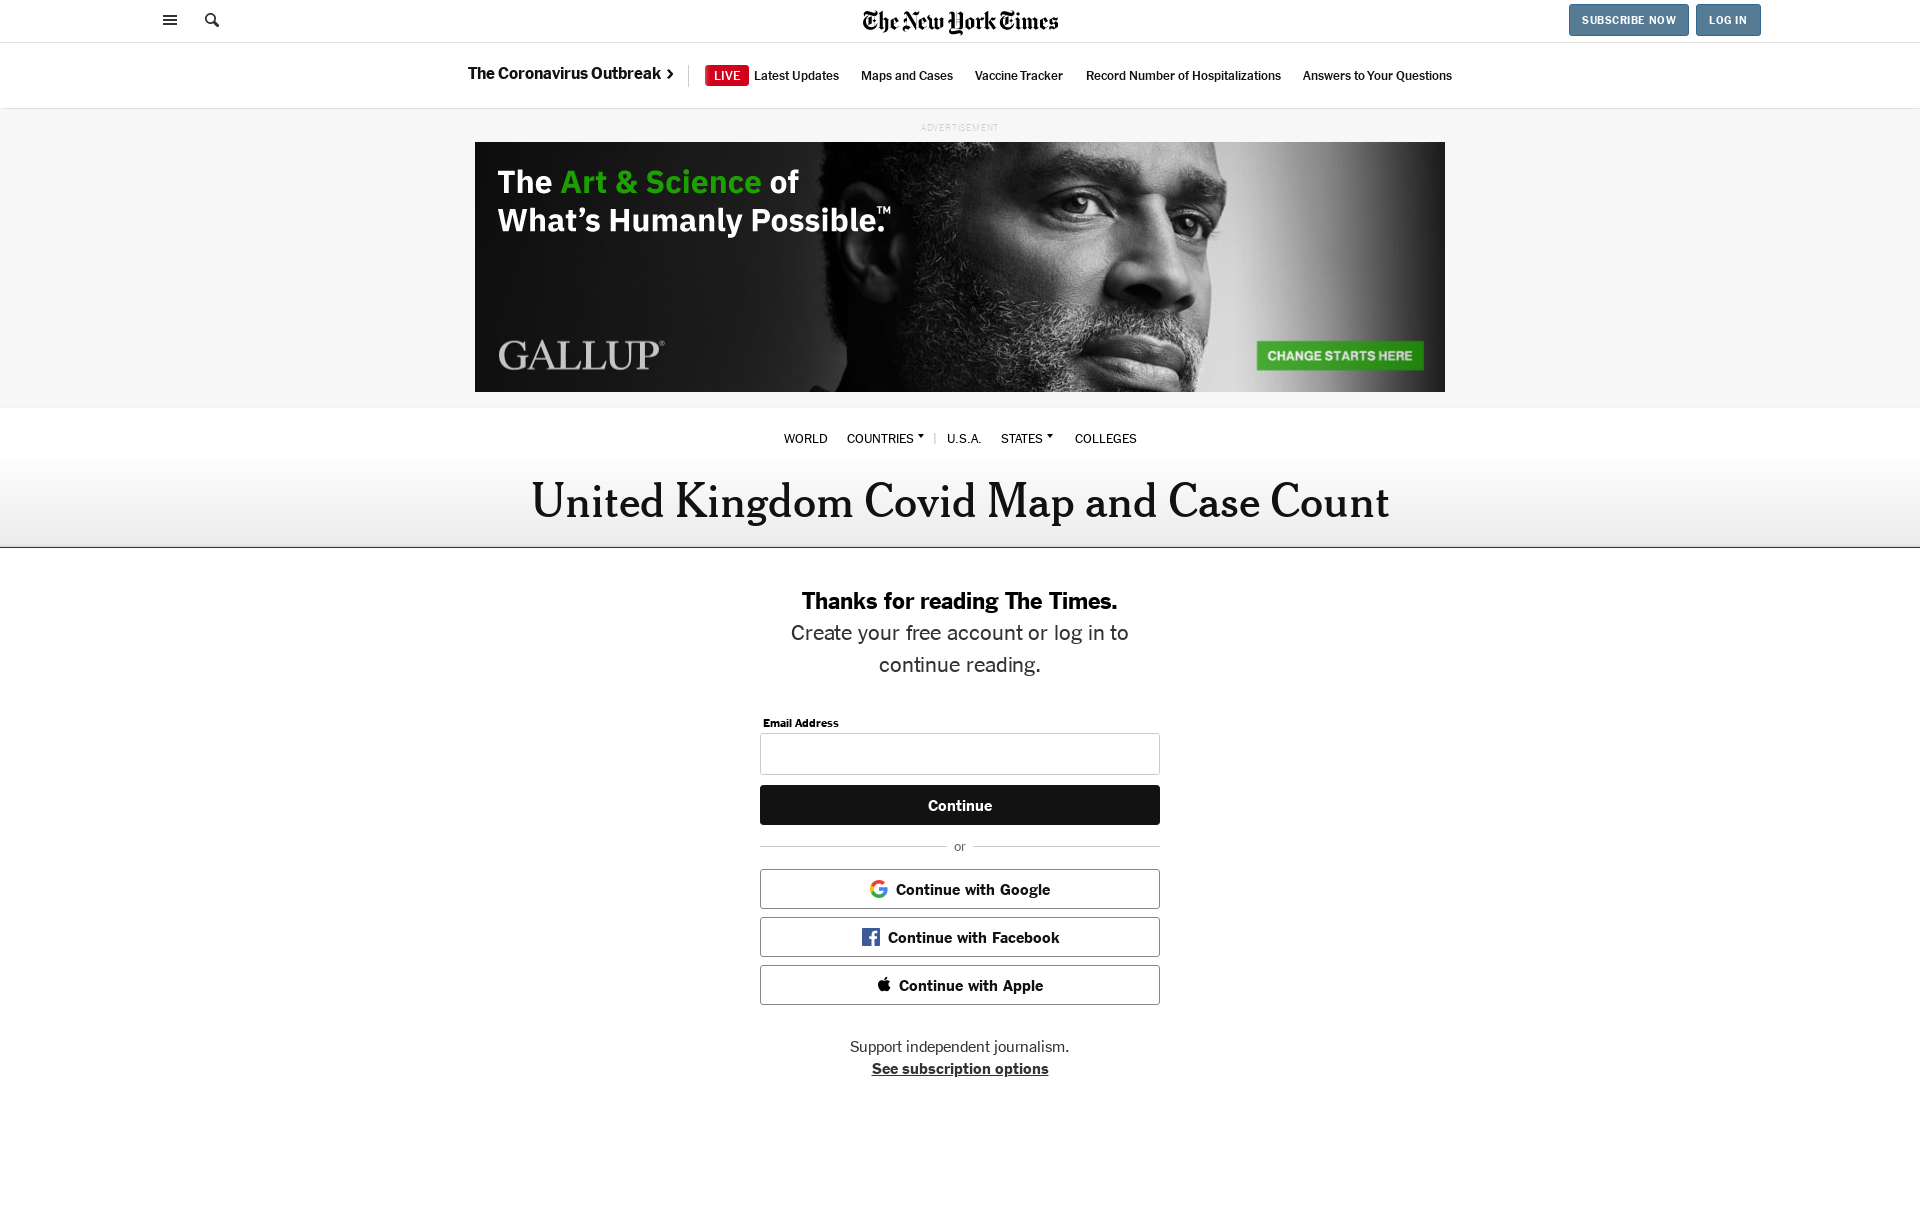 The New York Times
SUBSCRIBE NOW
LOG IN
The Coronavirus Outbreak
LIVE Latest Updates
Maps and Cases
Vaccine Tracker
Record Number of Hospitalizations
Answers to Your Questions
ADVERTISEMENT
The Art & Science of
What's Humanly Possible.™
GALLUP®
CHANGE STARTS HERE
WORLD
COUNTRIES
U.S.A.
STATES
COLLEGES
United Kingdom Covid Map and Case Count
Thanks for reading The Times.
Create your free account or log in to
continue reading.
Email Address
Continue
or
Continue with Google
Continue with Facebook
Continue with Apple
Support independent journalism.
See subscription options